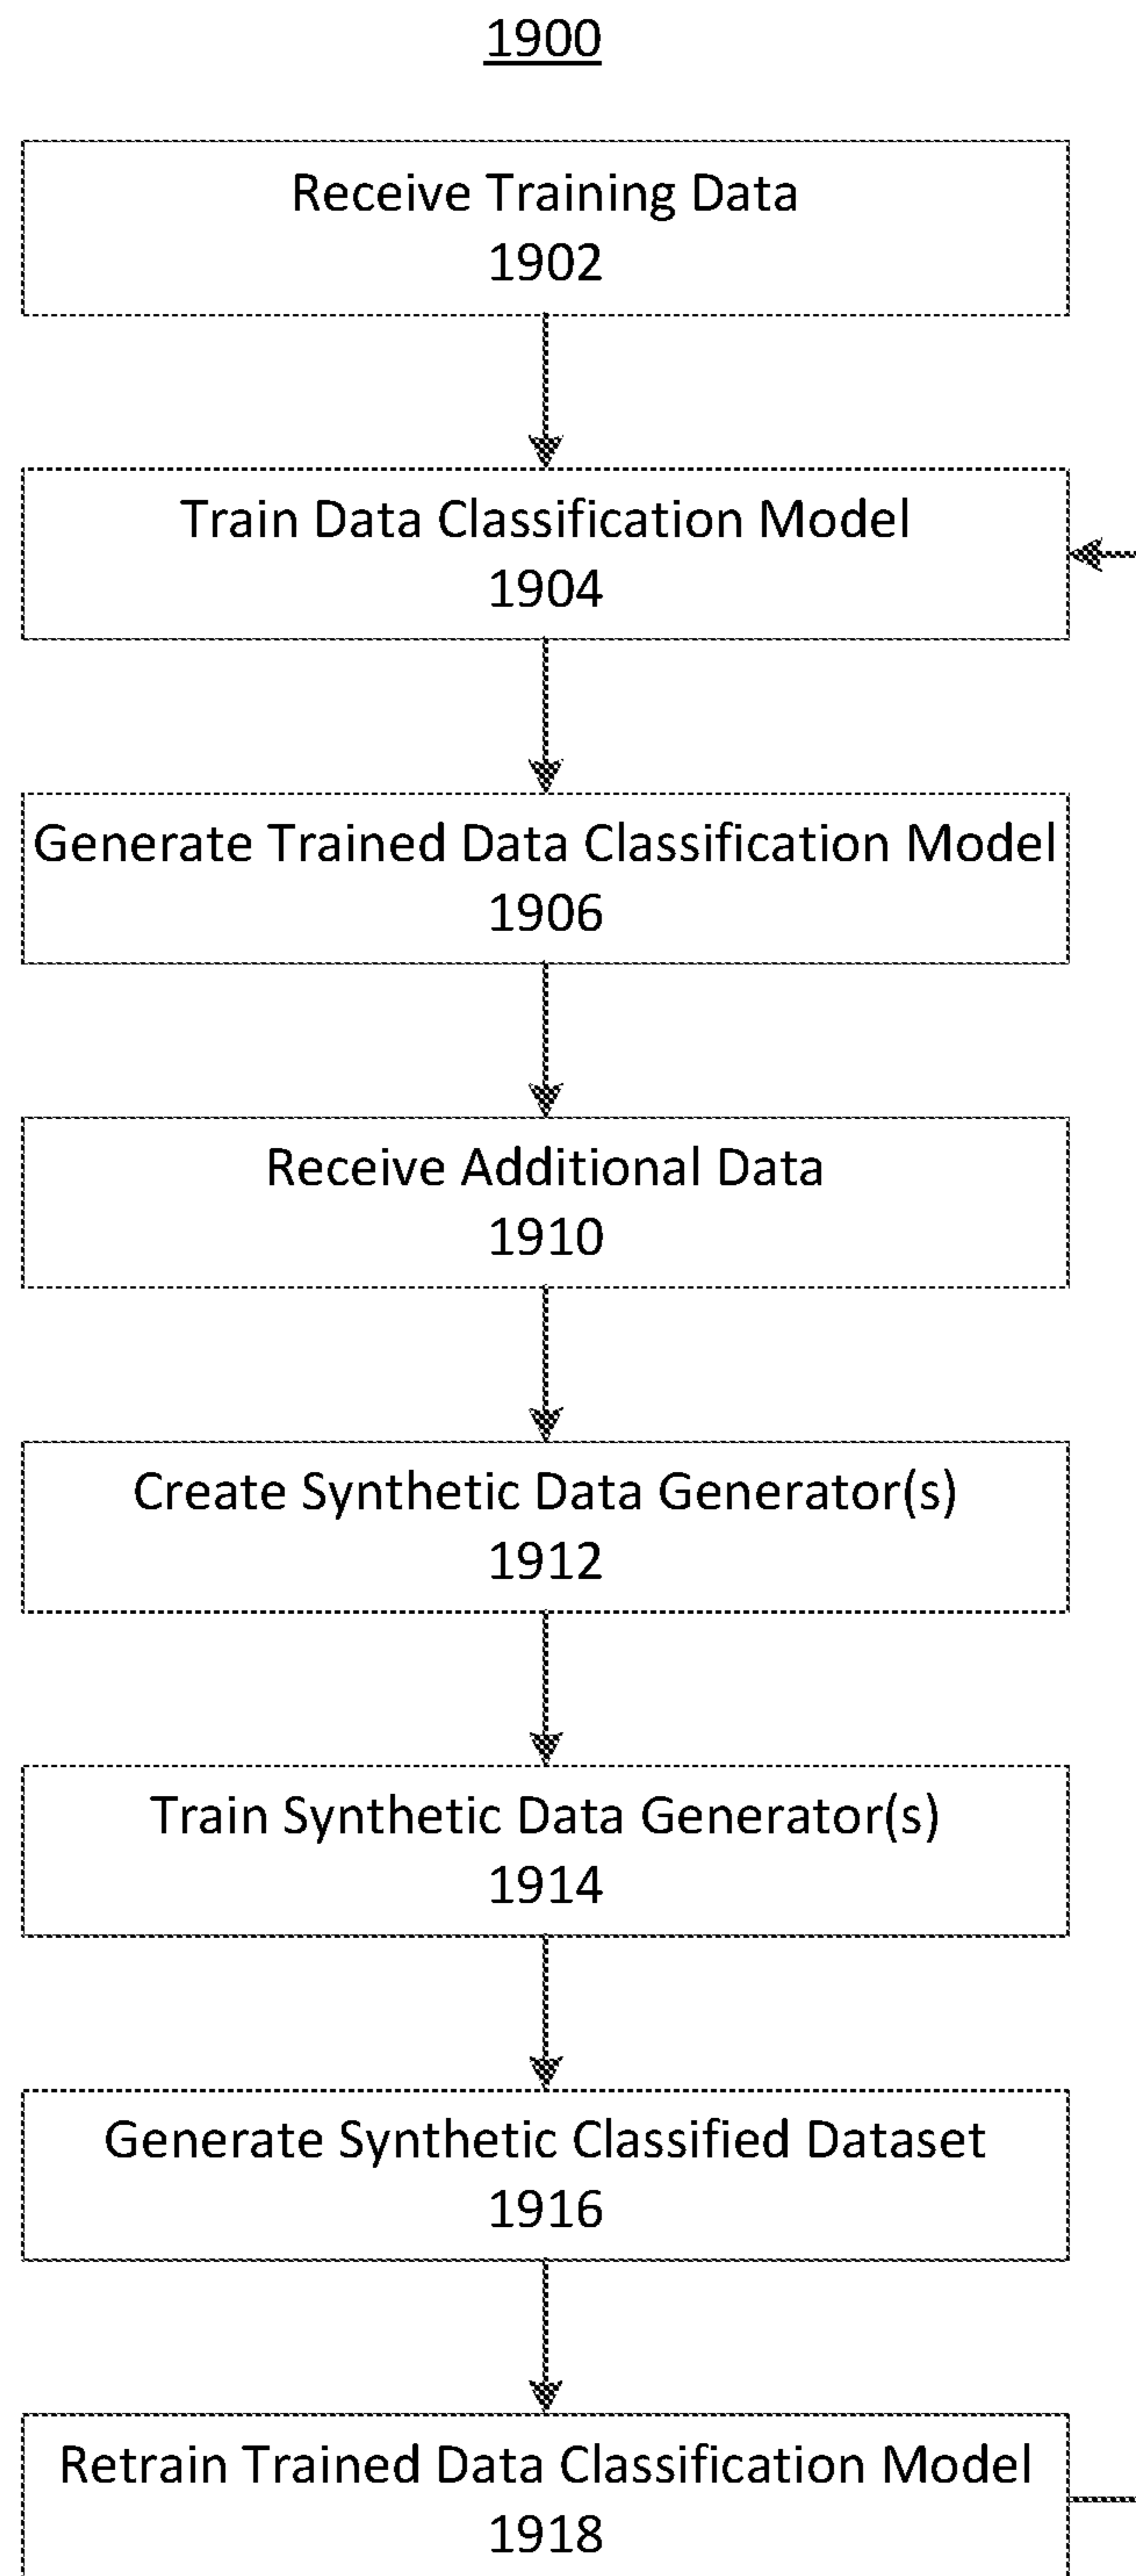 1900
Receive Training Data
1902
Train Data Classification Model
1904
Generate Trained Data Classification Model
1906
Receive Additional Data
1910
Create Synthetic Data Generator(s)
1912
Train Synthetic Data Generator(s)
1914
Generate Synthetic Classified Dataset
1916
Retrain Trained Data Classification Model
1918